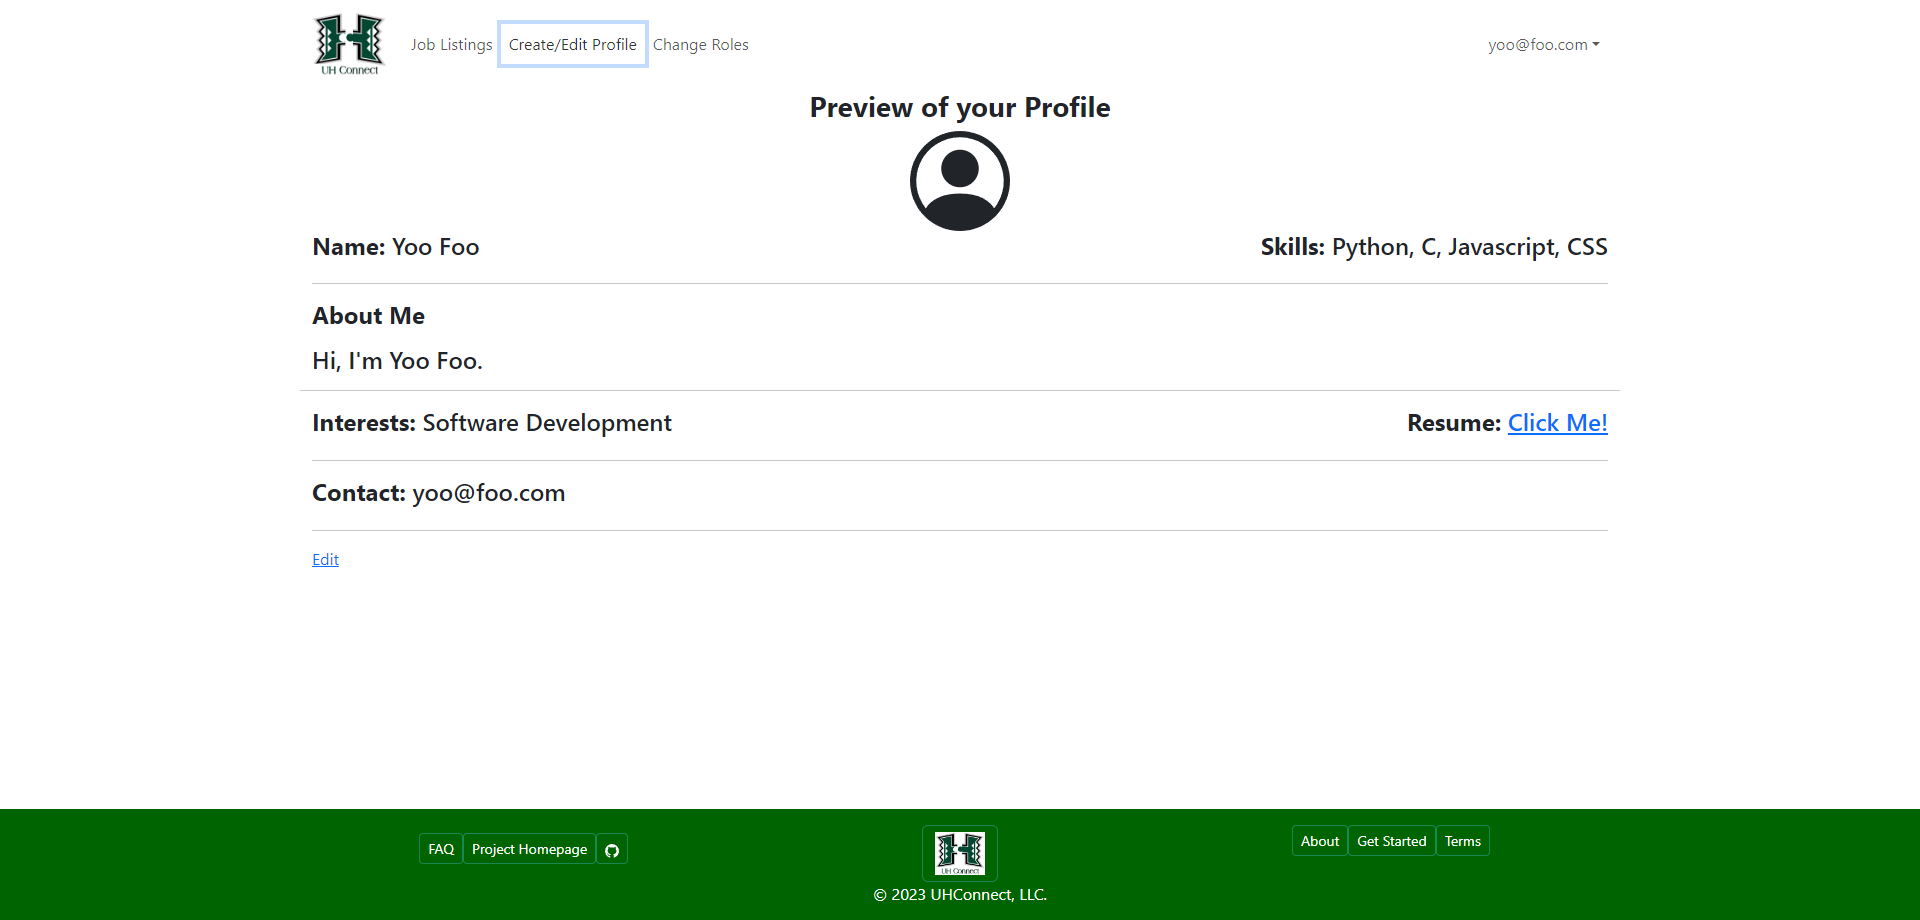 UH Connect
Job Listings Create/Edit Profile Change Roles yoo@foo.com
Preview of your Profile
Name: Yoo Foo Skills: Python, C, Javascript, CSS
About Me
Hi, I'm Yoo Foo.
Interests: Software Development Resume: Click Me!
Contact: yoo@foo.com
Edit
FAQ Project Homepage
UH Connect
© 2023 UHConnect, LLC.
About Get Started Terms